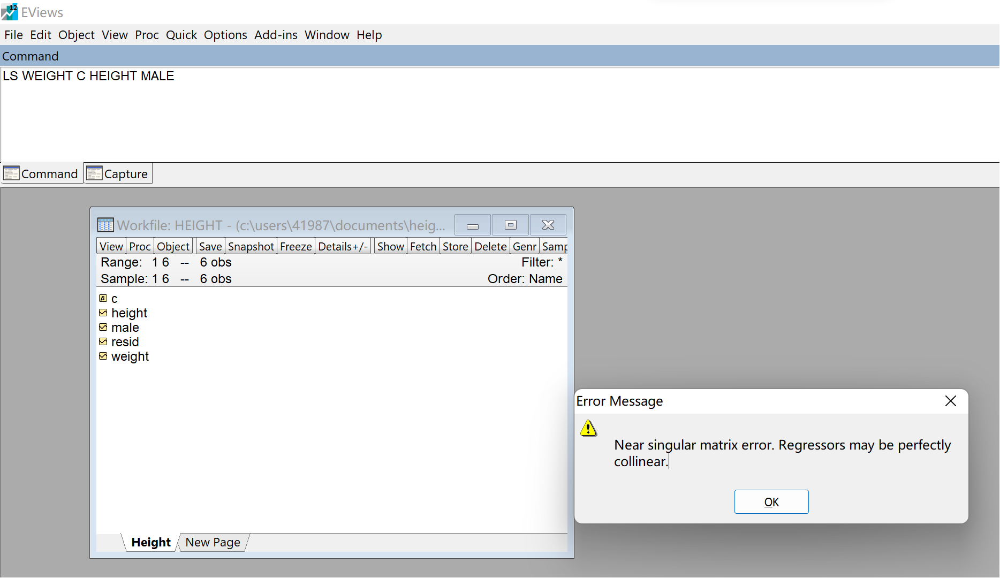 12
EViews
File Edit Object View Proc Quick Options Add-ins Window Help
Command
LS WEIGHT C HEIGHT MALE
Command Capture
Workfile: HEIGHT - (c:\users\41987\documents\heig...
View Proc Object Save Snapshot Freeze Details+/- Show Fetch Store Delete Genr Samp
Range: 1 6 -- 6 obs Filter: *
Sample: 1 6 -- 6 obs Order: Name
β c
height
male
resid
weight
Error Message
Near singular matrix error. Regressors may be perfectly
collinear.
OK
Height New Page